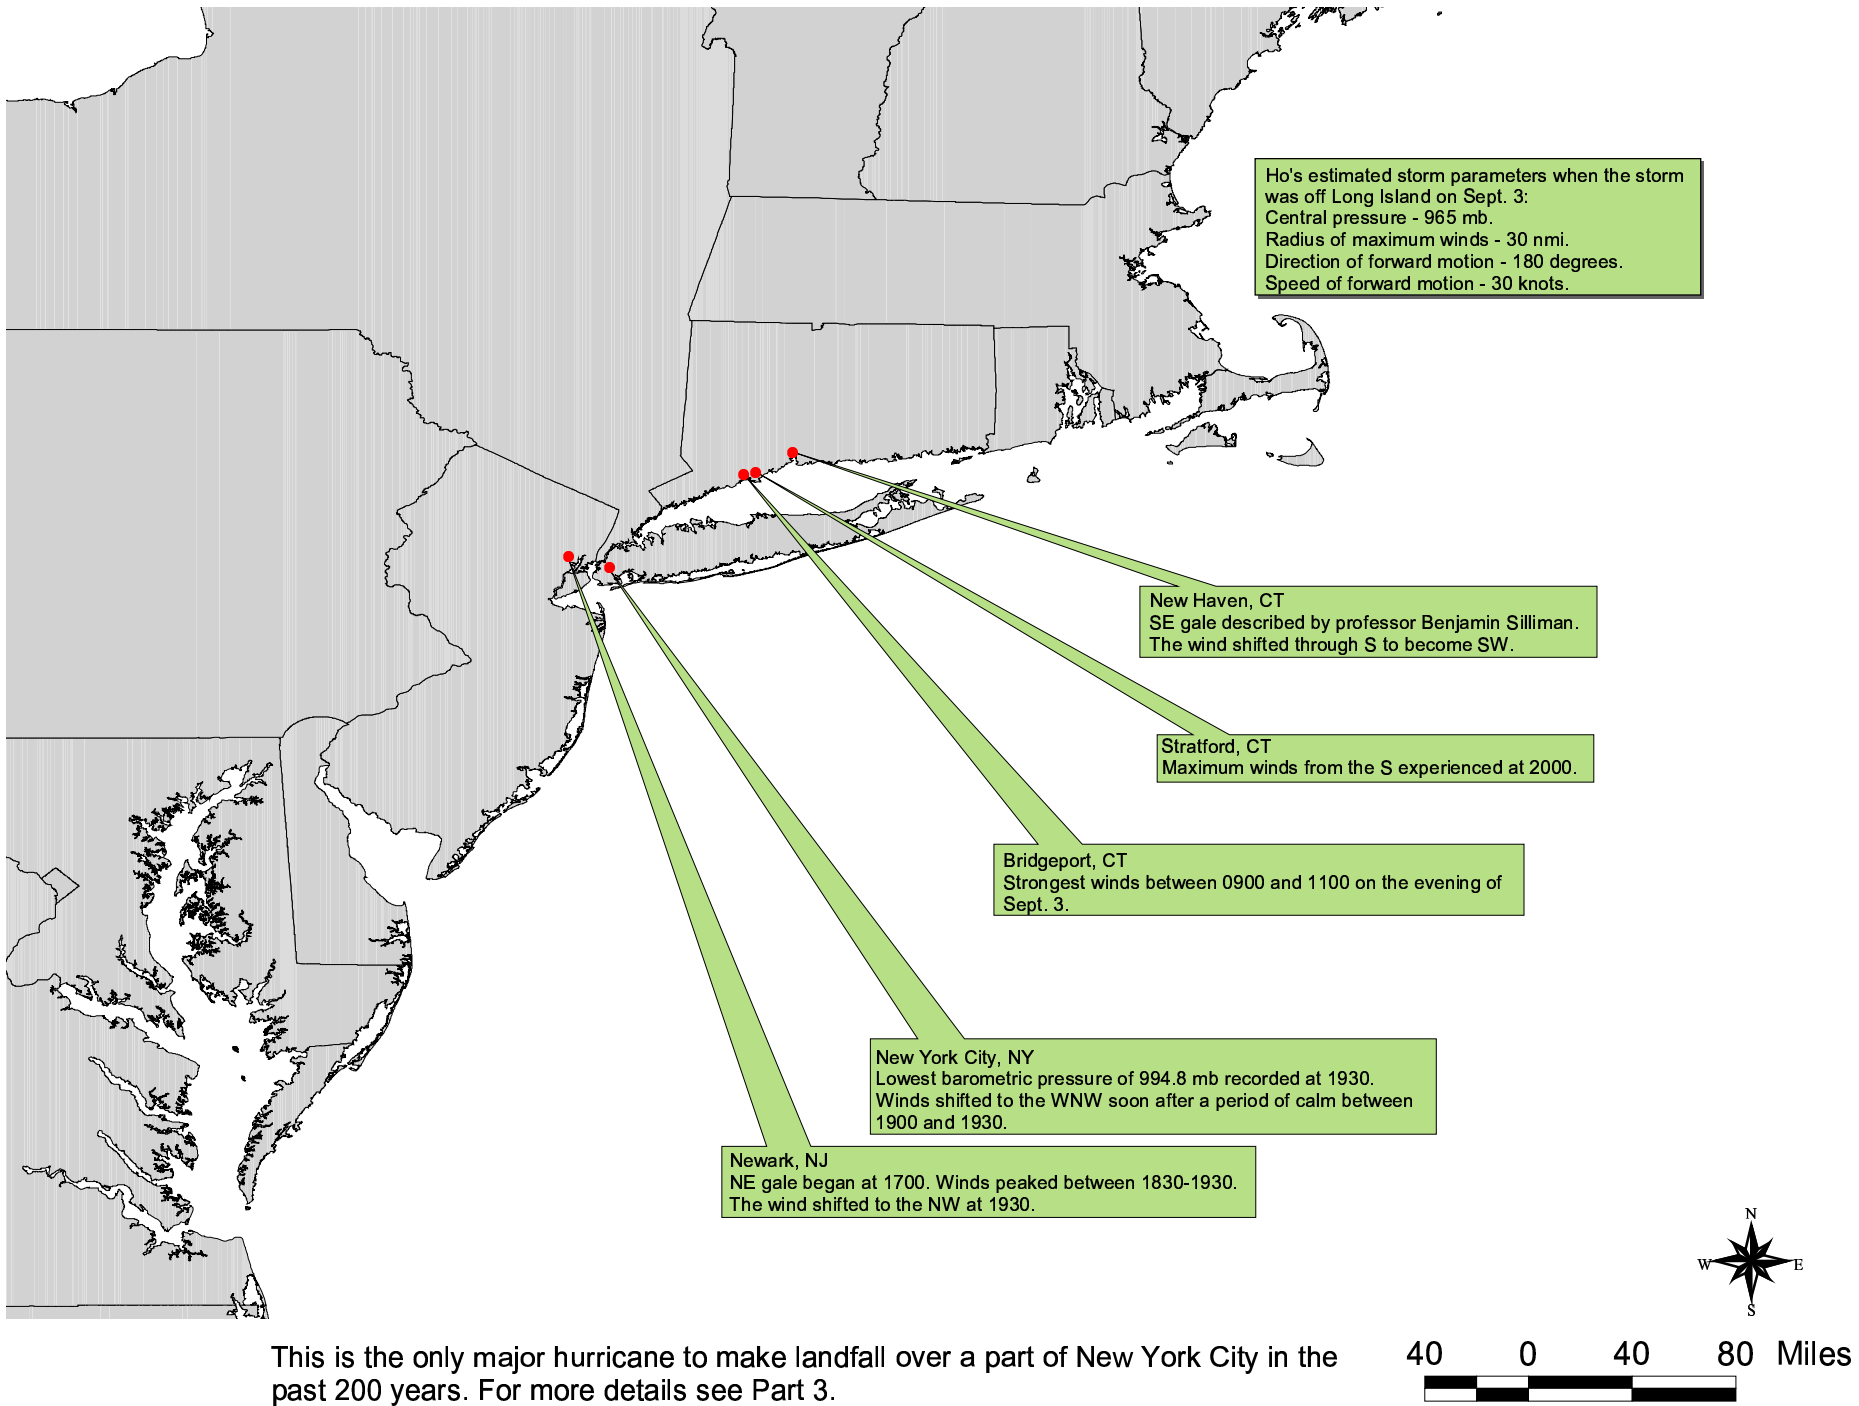 Ho's estimated storm parameters when the storm
was off Long Island on Sept. 3:
Central pressure - 965 mb.
Radius of maximum winds - 30 nmi.
Direction of forward motion - 180 degrees.
Speed of forward motion - 30 knots.
New Haven, CT
SE gale described by professor Benjamin Silliman.
The wind shifted through S to become SW.
Stratford, CT
Maximum winds from the S experienced at 2000.
Bridgeport, CT
Strongest winds between 0900 and 1100 on the evening of
Sept. 3.
New York City, NY
Lowest barometric pressure of 994.8 mb recorded at 1930.
Winds shifted to the WNW soon after a period of calm between
1900 and 1930.
Newark, NJ
NE gale began at 1700. Winds peaked between 1830-1930.
The wind shifted to the NW at 1930.
N
W E
S
This is the only major hurricane to make landfall over a part of New York City in the
past 200 years. For more details see Part 3.
40 0 40 80 Miles